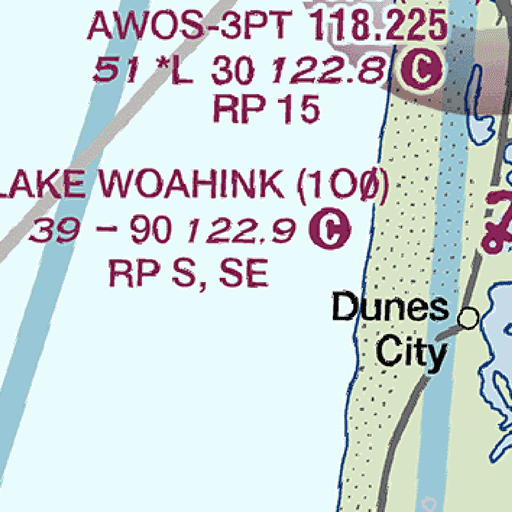 AWOS-3PT 118.225
51 *L 30 122.8 C
RP 15
LAKE WOAHINK (1O0)
39 – 90 122.9 C
RP S, SE
Dunes
City